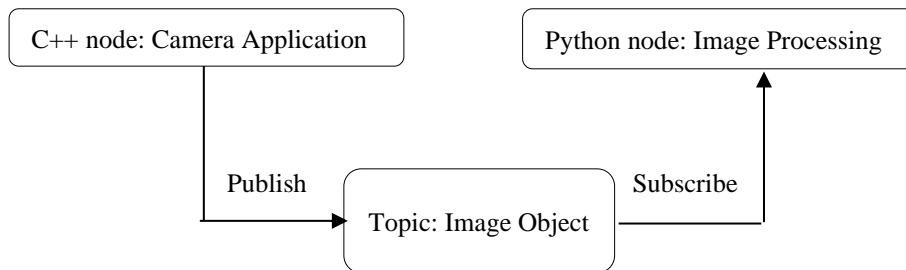 C++ node: Camera Application
Python node: Image Processing
Publish
Subscribe
Topic: Image Object